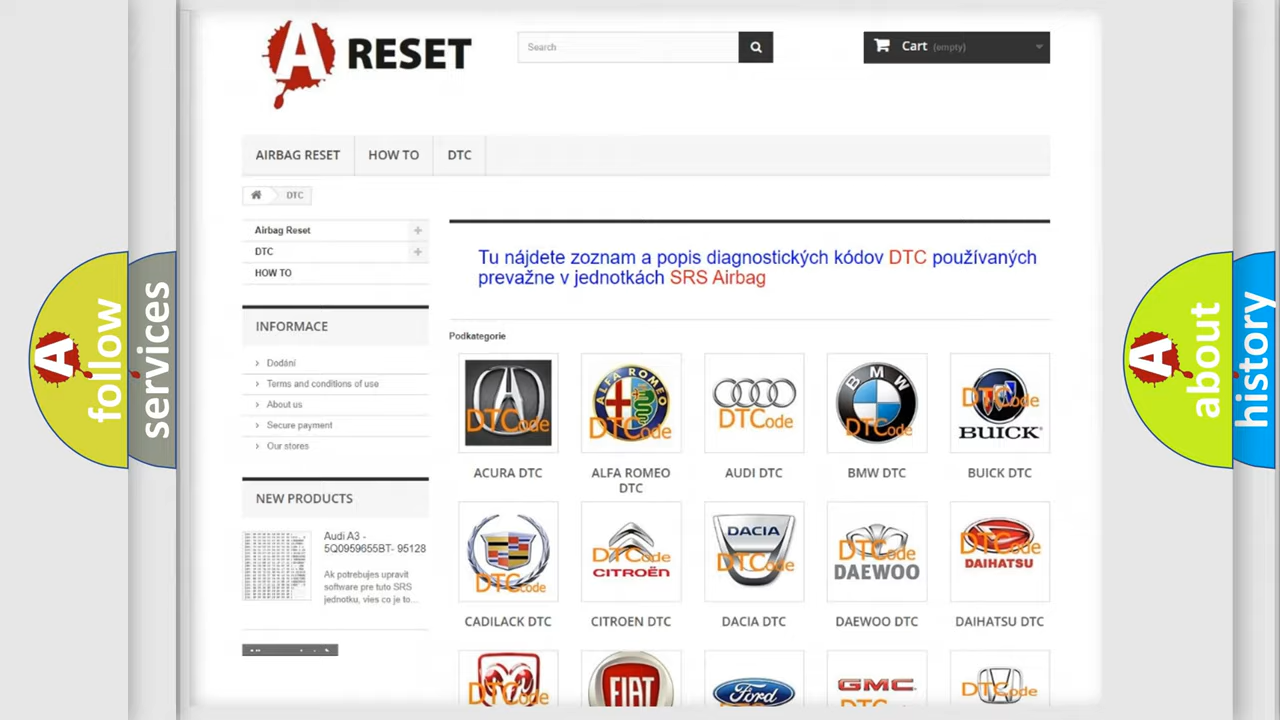 A RESET
Search
Cart (empty)
AIRBAG RESET
HOW TO
DTC
DTC
Airbag Reset
DTC
HOW TO
Tu nájdete zoznam a popis diagnostických kódov DTC používaných
prevažne v jednotkách SRS Airbag
INFORMACE
Dodání
Terms and conditions of use
About us
Secure payment
Our stores
NEW PRODUCTS
Audi A3 -
5Q0959655BT- 95128
Ak potrebujes upravit
software pre tuto SRS
jednotku, vies co je to...
Podkategorie
DTCode
ALFA ROMEO
DTCode
DTCode
BMW
DTCode
DTCode
BUICK
ACURA DTC
ALFA ROMEO
DTC
AUDI DTC
BMW DTC
BUICK DTC
DTCode
DTCode
CITROËN
DACIA
DTCode
DTCode
DAEWOO
DTCode
DAIHATSU
CADILACK DTC
CITROEN DTC
DACIA DTC
DAEWOO DTC
DAIHATSU DTC
DTCode
FIAT
Ford
GMC
DTCode
A follow
services
A about
history